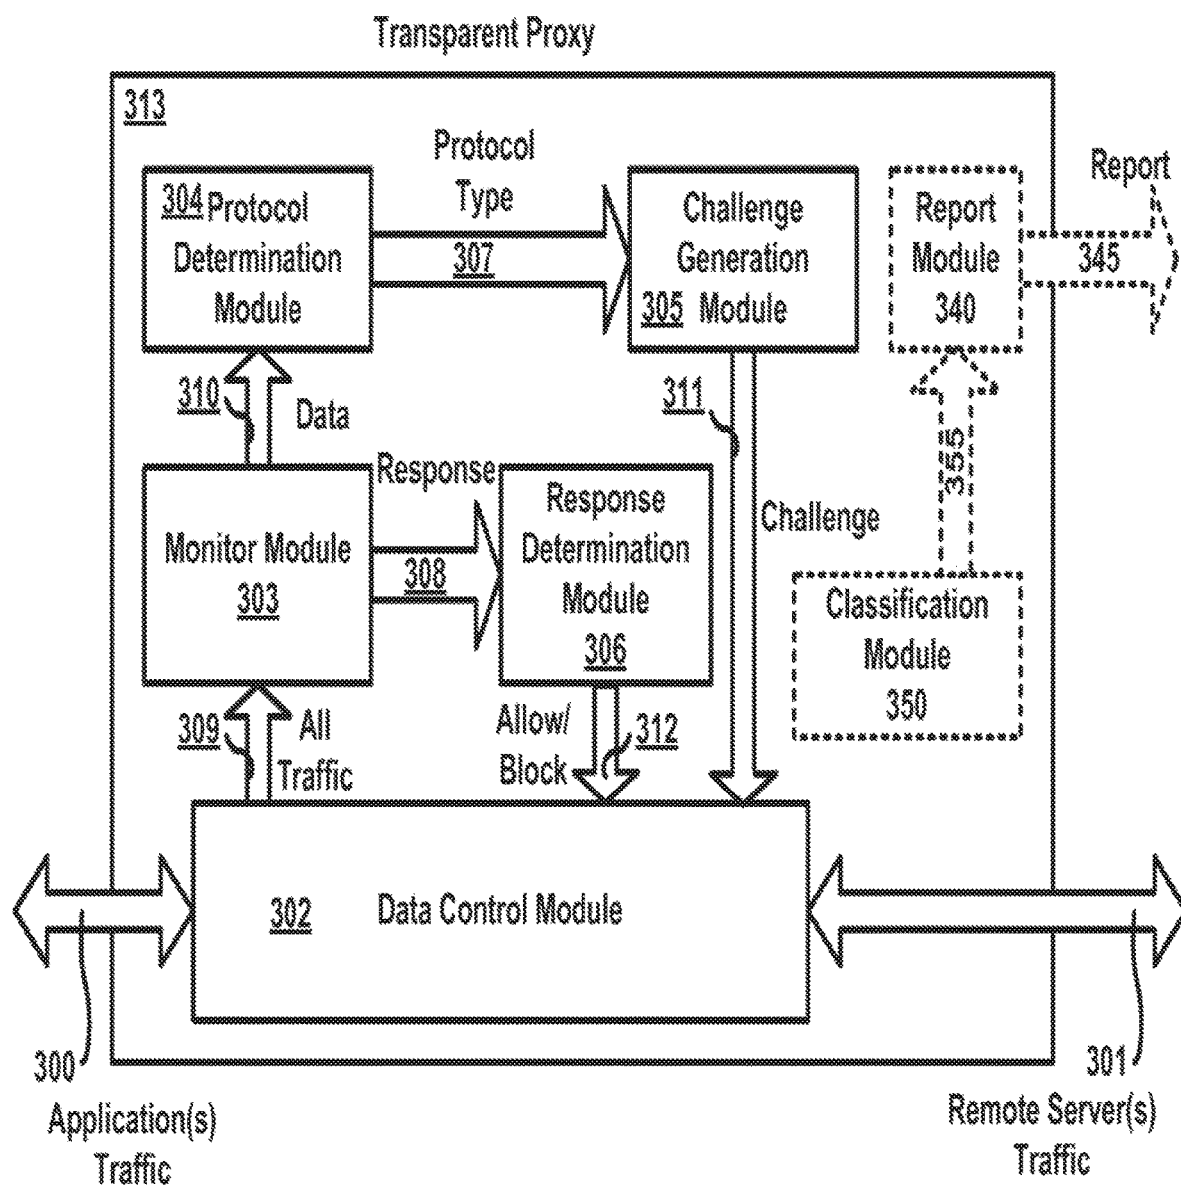 Transparent Proxy
313
Protocol
Type
307
304 Protocol
Determination
Module
Challenge
Generation
305 Module
Report
Module
340
Report
345
310
Data
311
355
Response
308
Monitor Module
303
Response
Determination
Module
306
Challenge
Classification
Module
350
309
All
Traffic
Allow/
Block
312
302
Data Control Module
300
Application(s)
Traffic
301
Remote Server(s)
Traffic